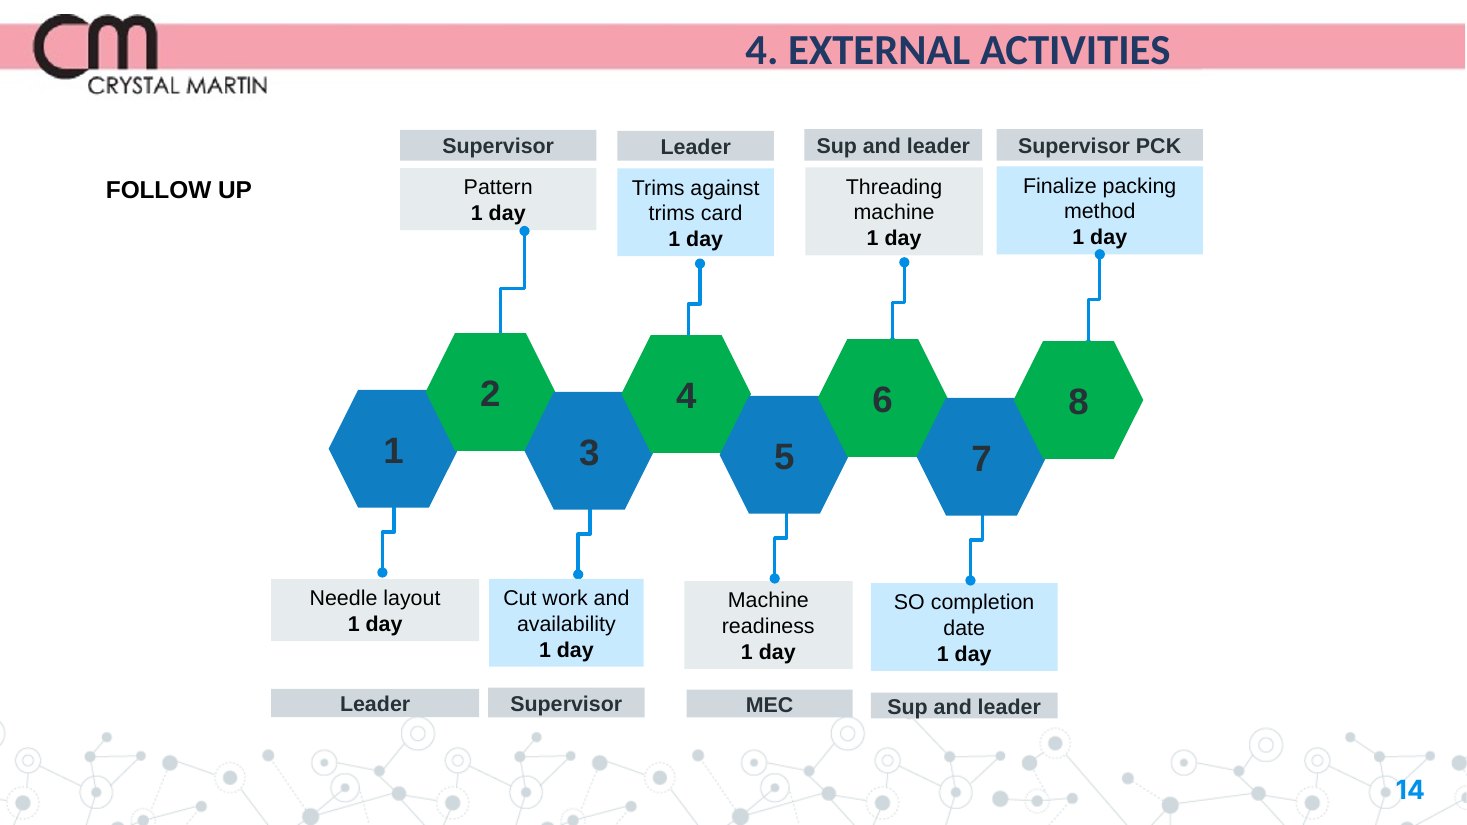 cm
CRYSTAL MARTIN
4. EXTERNAL ACTIVITIES
FOLLOW UP
Supervisor
Pattern
1 day
Leader
Trims against
trims card
1 day
Sup and leader
Threading
machine
1 day
Supervisor PCK
Finalize packing
method
1 day
1
2
3
4
5
6
7
8
Needle layout
1 day
Leader
Cut work and
availability
1 day
Supervisor
Machine
readiness
1 day
MEC
SO completion
date
1 day
Sup and leader
14